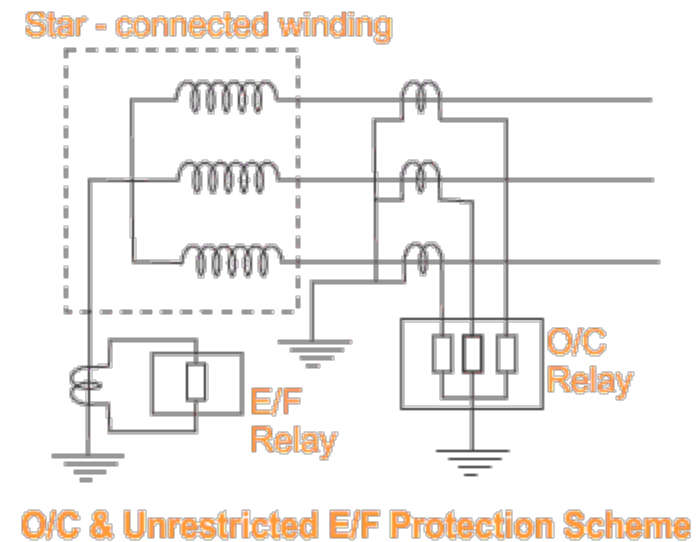 Star - connected winding
O/C
Relay
E/F
Relay
O/C & Unrestricted E/F Protection Scheme